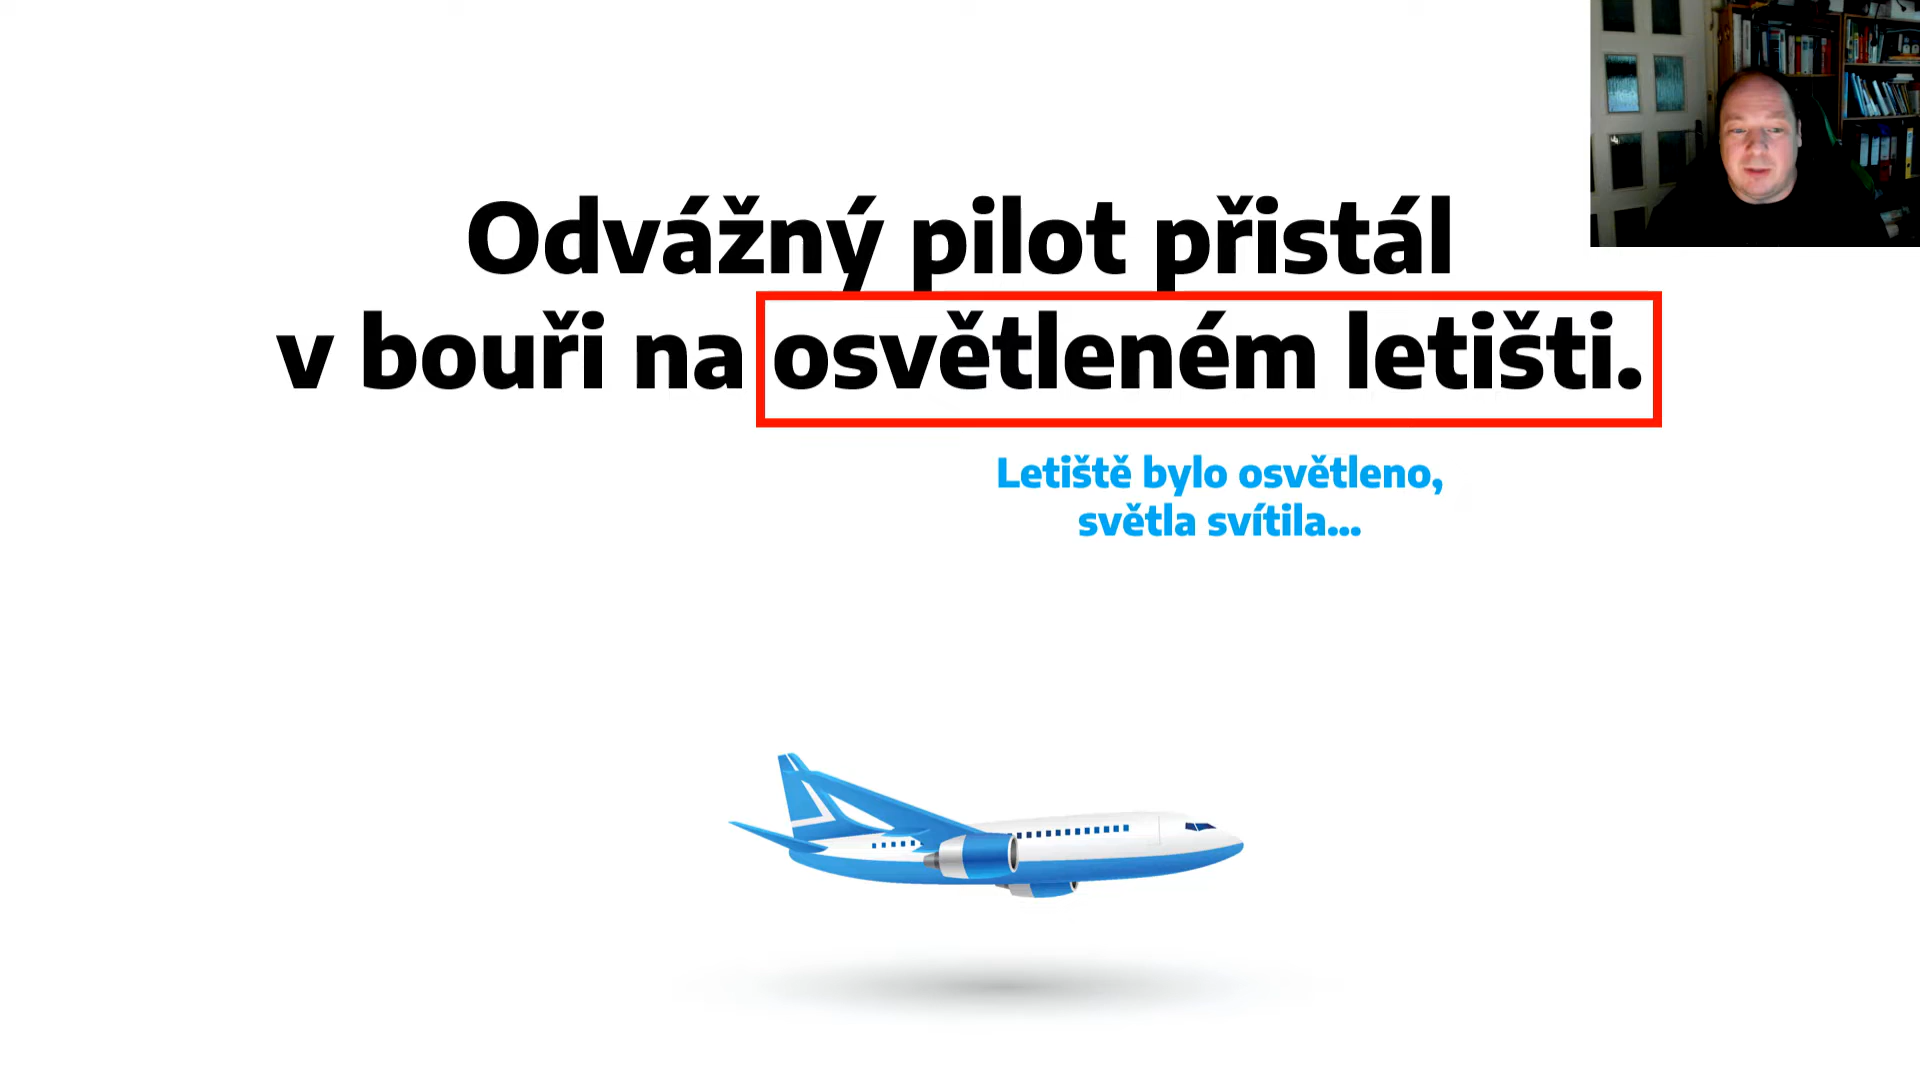 Odvážný pilot přistál
v bouři na osvětleném letišti.
Letiště bylo osvětleno,
světla svítila...